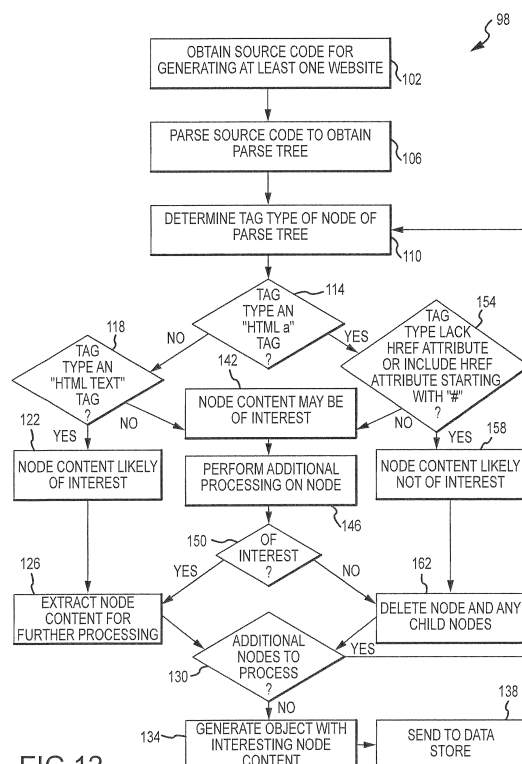 98
OBTAIN SOURCE CODE FOR
GENERATING AT LEAST ONE WEBSITE
102
PARSE SOURCE CODE TO OBTAIN
PARSE TREE
106
DETERMINE TAG TYPE OF NODE OF
PARSE TREE
110
TAG
TYPE AN
"HTML a"
TAG
?
114
NO
YES
118
TAG
TYPE AN
"HTML TEXT"
TAG
?
YES
NO
154
TAG
TYPE LACK
HREF ATTRIBUTE
OR INCLUDE HREF
ATTRIBUTE STARTING
WITH "#"
?
NO
YES
142
NODE CONTENT MAY BE
OF INTEREST
122
NODE CONTENT LIKELY
OF INTEREST
PERFORM ADDITIONAL
PROCESSING ON NODE
146
158
NODE CONTENT LIKELY
NOT OF INTEREST
150
OF
INTEREST
?
YES
NO
126
EXTRACT NODE
CONTENT FOR
FURTHER PROCESSING
162
DELETE NODE AND ANY
CHILD NODES
ADDITIONAL
NODES TO
PROCESS
?
130
YES
NO
134
GENERATE OBJECT WITH
INTERESTING NODE
CONTENT
138
SEND TO DATA
STORE